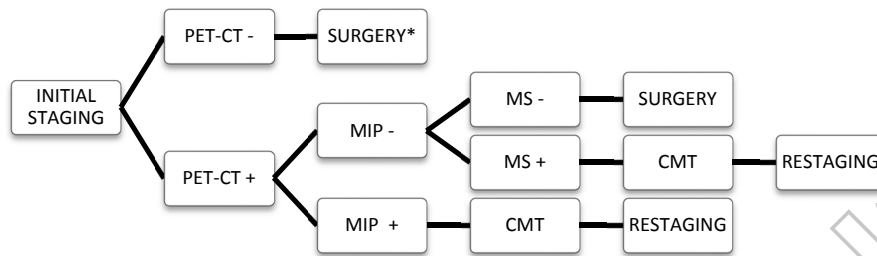 PET-CT -
SURGERY*
INITIAL
STAGING
MS -
SURGERY
MIP -
MS +
CMT
RESTAGING
PET-CT +
MIP +
CMT
RESTAGING